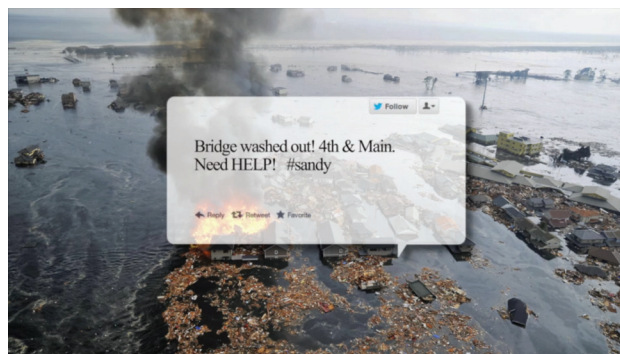 Follow
Bridge washed out! 4th & Main.
Need HELP! #sandy
Reply Retweet Favorite